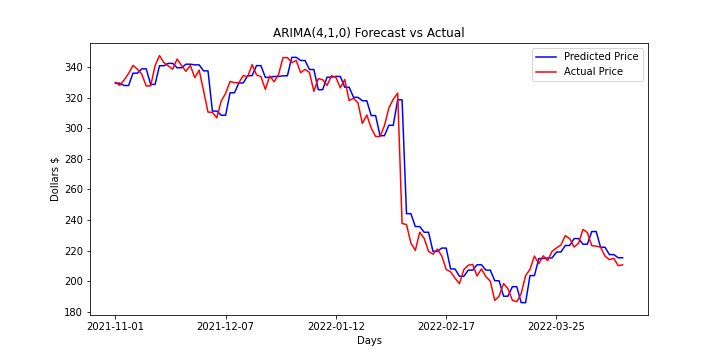 ARIMA(4,1,0) Forecast vs Actual
Predicted Price
Actual Price
Dollars $
340
320
300
280
260
240
220
200
180
2021-11-01 2021-12-07 2022-01-12 2022-02-17 2022-03-25
Days